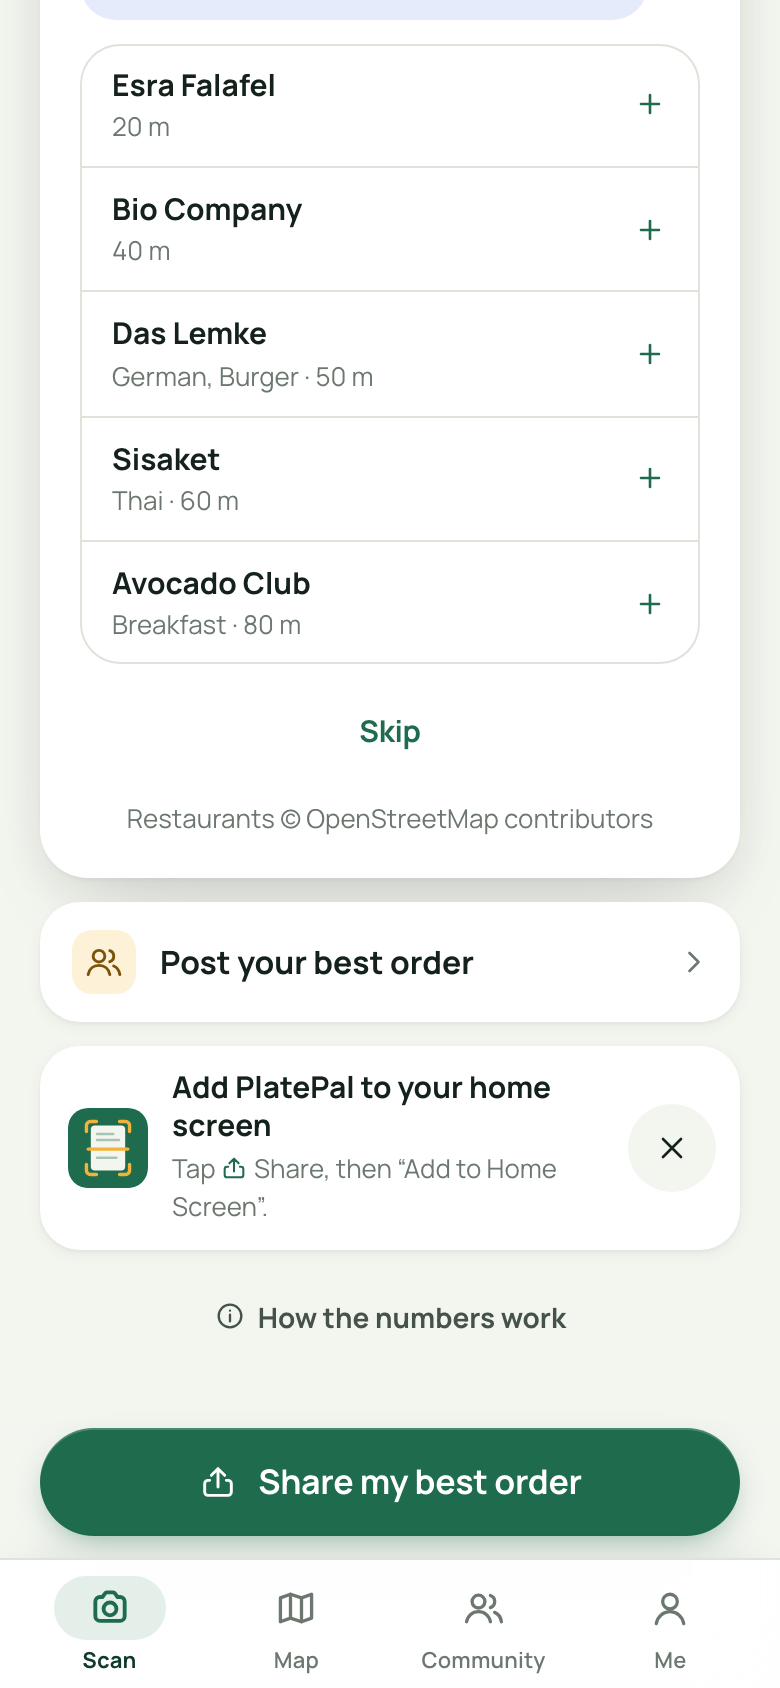 Esra Falafel
20 m
Bio Company
40 m
Das Lemke
German, Burger · 50 m
Sisaket
Thai · 60 m
Avocado Club
Breakfast · 80 m
Skip
Restaurants © OpenStreetMap contributors
Post your best order
Add PlatePal to your home
screen
Tap Share, then “Add to Home
Screen”.
How the numbers work
Share my best order
Scan
Map
Community
Me